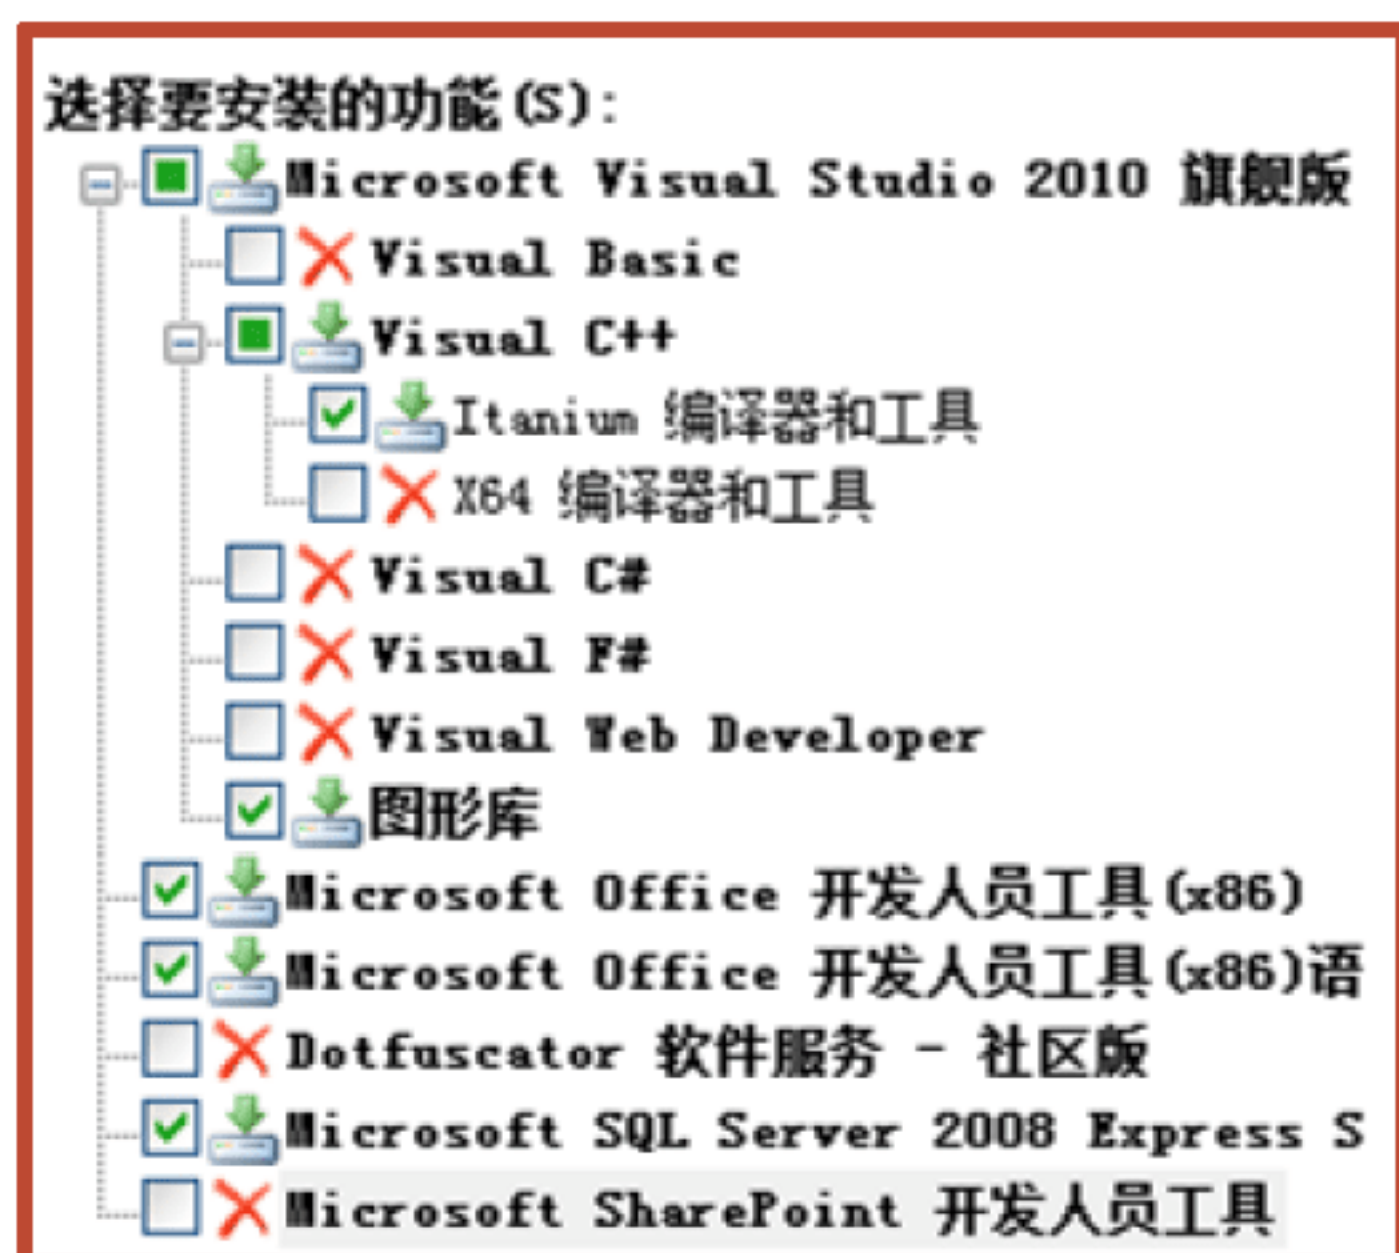 选择要安装的功能(S):
Microsoft Visual Studio 2010 旗舰版
Visual Basic
Visual C++
Itanium 编译器和工具
X64 编译器和工具
Visual C#
Visual F#
Visual Web Developer
图形库
Microsoft Office 开发人员工具(x86)
Microsoft Office 开发人员工具(x86)语
Dotfuscator 软件服务 - 社区版
Microsoft SQL Server 2008 Express S
Microsoft SharePoint 开发人员工具